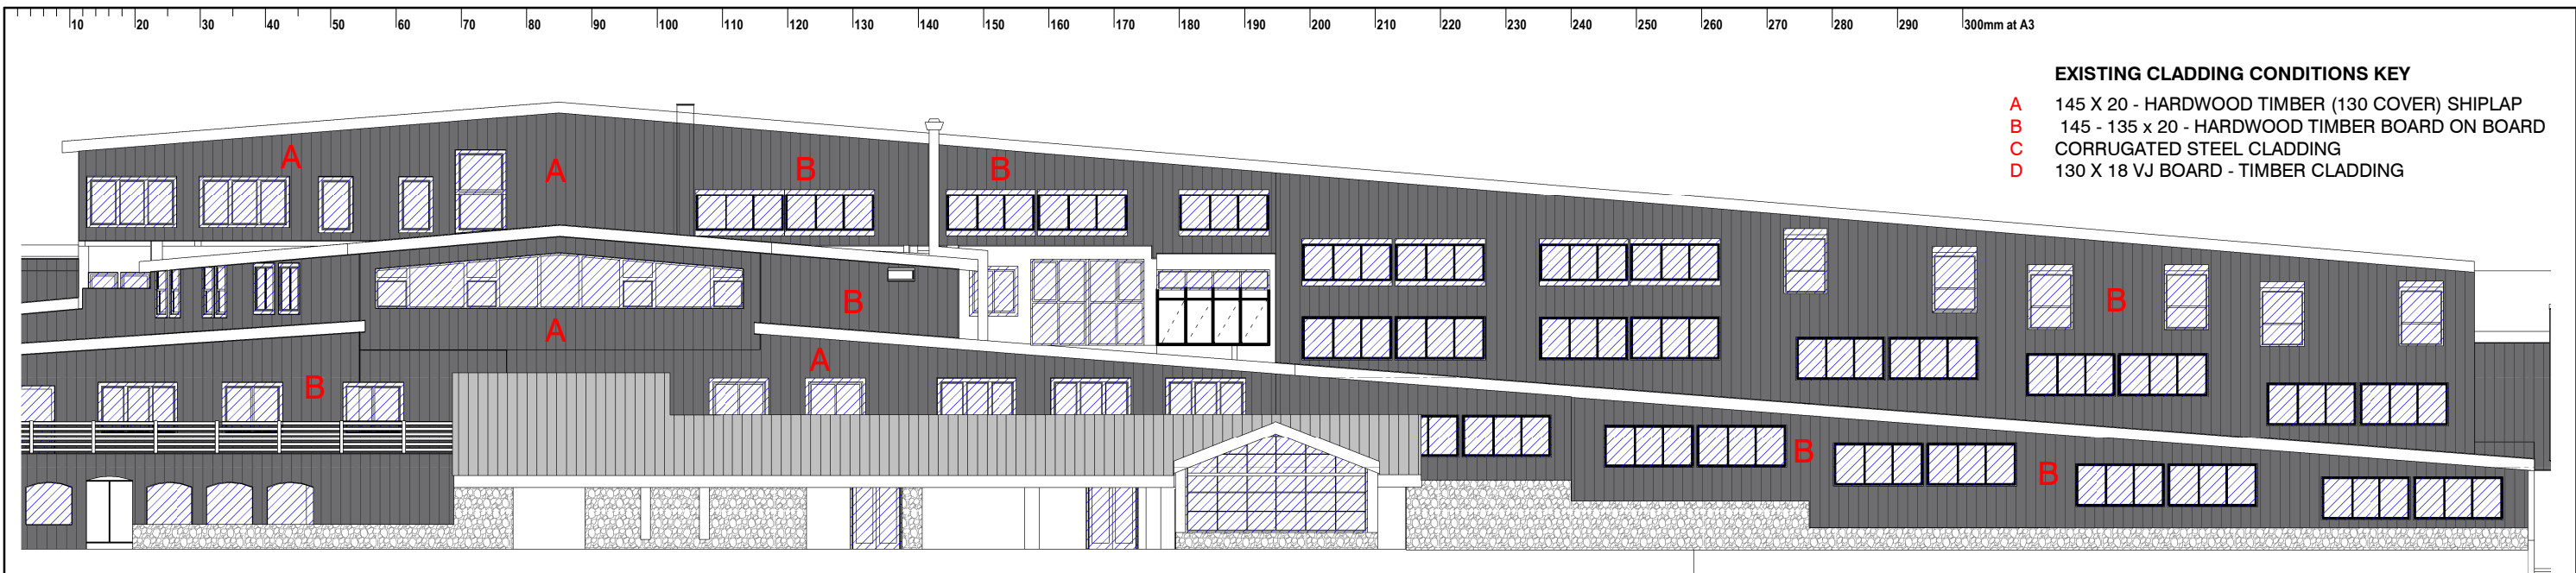 10 20 30 40 50 60 70 80 90 100 110 120 130 140 150 160 170 180 190 200 210 220 230 240 250 260 270 280 290 300mm at A3
EXISTING CLADDING CONDITIONS KEY
A 145 X 20 - HARDWOOD TIMBER (130 COVER) SHIPLAP
B 145 - 135 x 20 - HARDWOOD TIMBER BOARD ON BOARD
C CORRUGATED STEEL CLADDING
D 130 X 18 VJ BOARD - TIMBER CLADDING
A A B B
B B
A A
B
B B